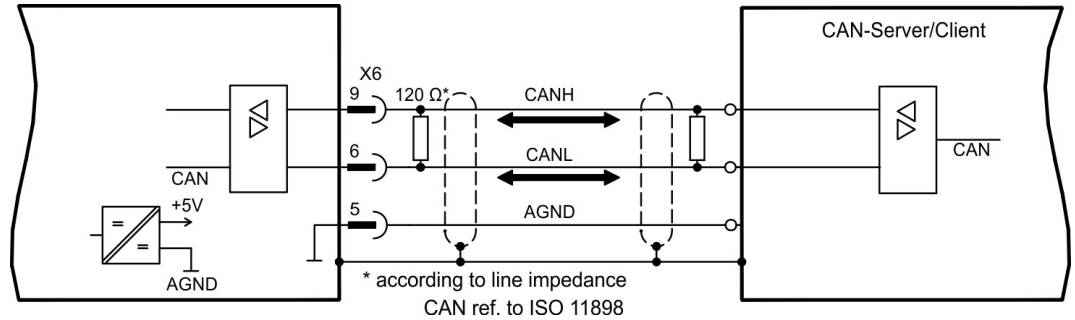 CAN-Server/Client
X6
9
120 Ω*
CANH
6
CANL
CAN
CAN
+5V
5
AGND
=
=
AGND
* according to line impedance
CAN ref. to ISO 11898